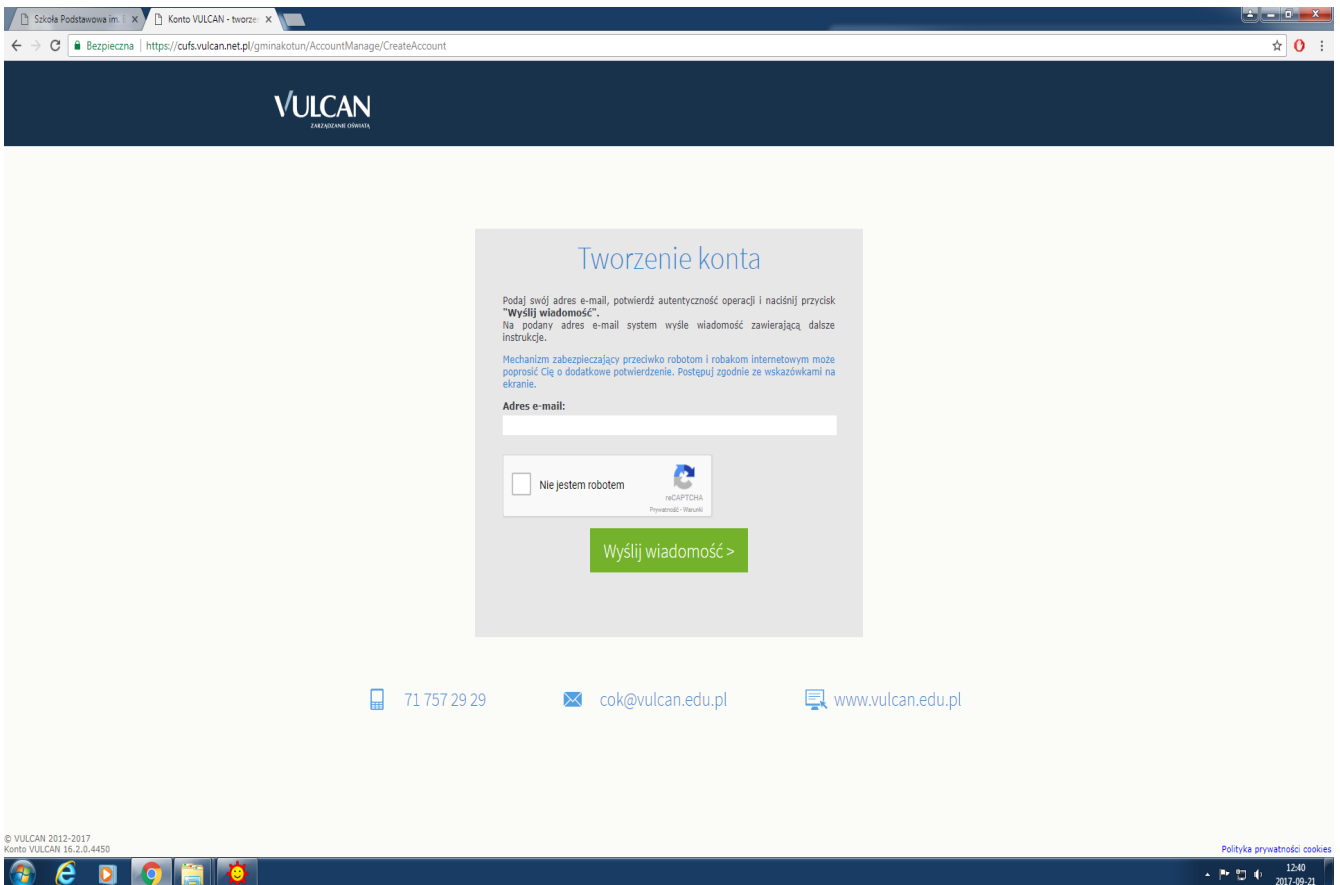 Szkoła Podstawowa im.
Konto VULCAN - tworze
Bezpieczna | https://cufs.vulcan.net.pl/gminakotun/AccountManage/CreateAccount
VULCAN
ZARZĄDZANIE OŚWIATĄ
Tworzenie konta
Podaj swój adres e-mail, potwierdź autentyczność operacji i naciśnij przycisk
"Wyślij wiadomość".
Na podany adres e-mail system wyśle wiadomość zawierającą dalsze
instrukcje.
Mechanizm zabezpieczający przeciwko robotom i robakom internetowym może
poprosić Cię o dodatkowe potwierdzenie. Postępuj zgodnie ze wskazówkami na
ekranie.
Adres e-mail:
Nie jestem robotem
reCAPTCHA
Prywatność - Warunki
Wyślij wiadomość >
71 757 29 29
cok@vulcan.edu.pl
www.vulcan.edu.pl
© VULCAN 2012-2017
Konto VULCAN 16.2.0.4450
Polityka prywatności cookies
12:40
2017-09-21